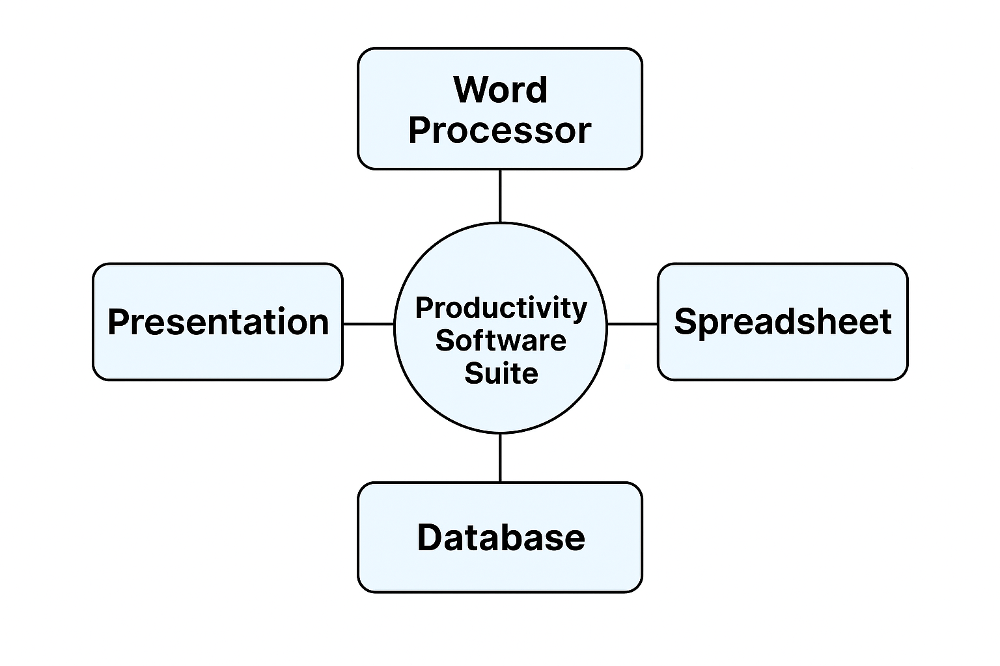 Word
Processor
Presentation
Productivity
Software
Suite
Spreadsheet
Database